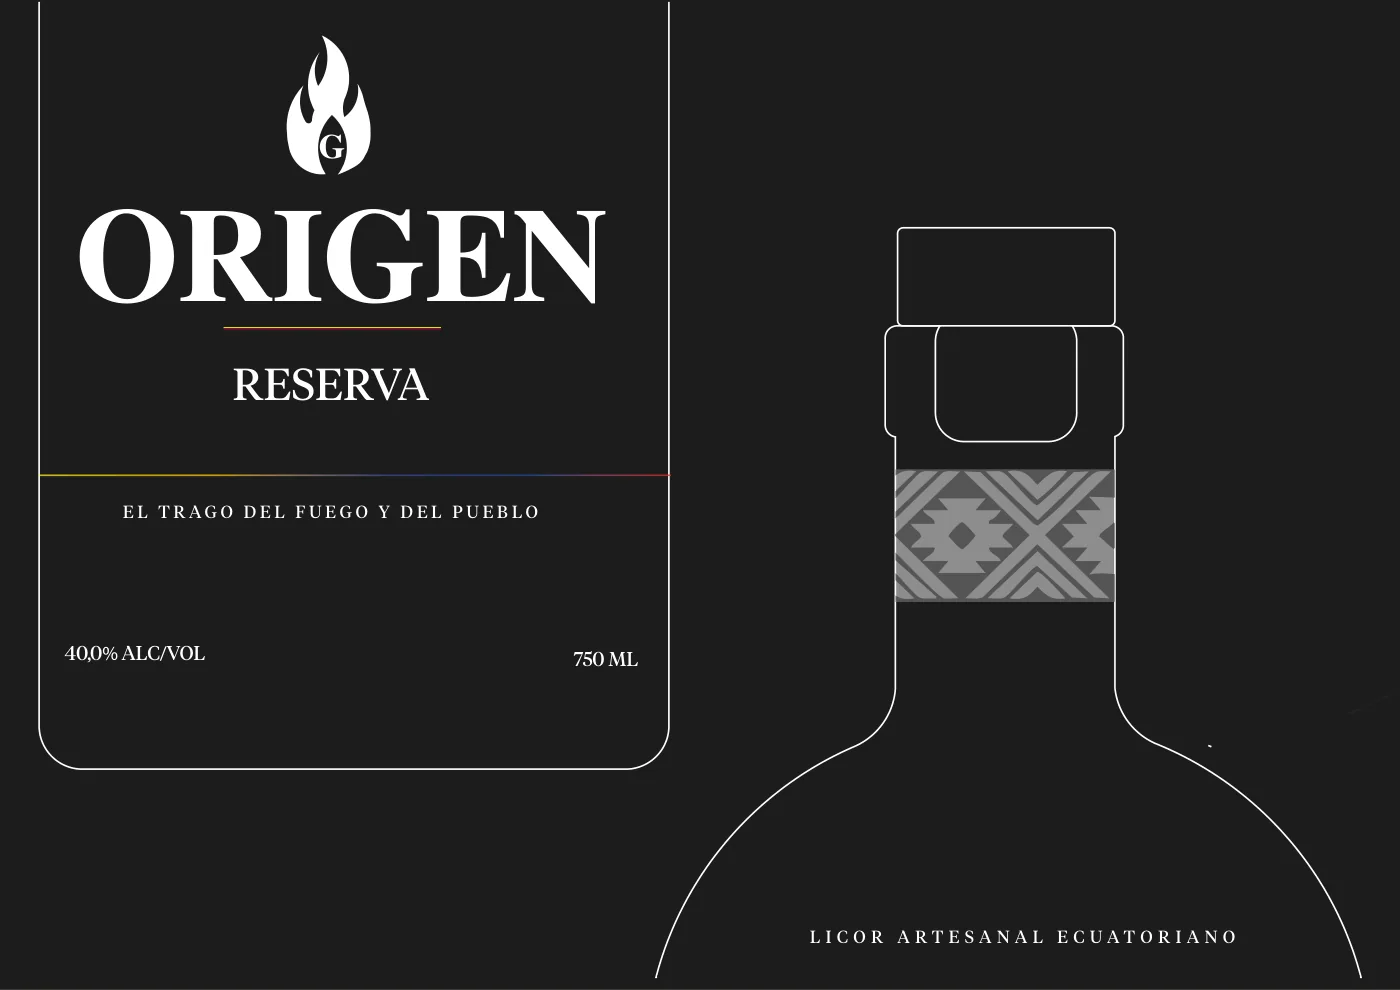 G
ORIGEN
RESERVA
EL TRAGO DEL FUEGO Y DEL PUEBLO
40,0% ALC/VOL
750 ML
LICOR ARTESANAL ECUATORIANO